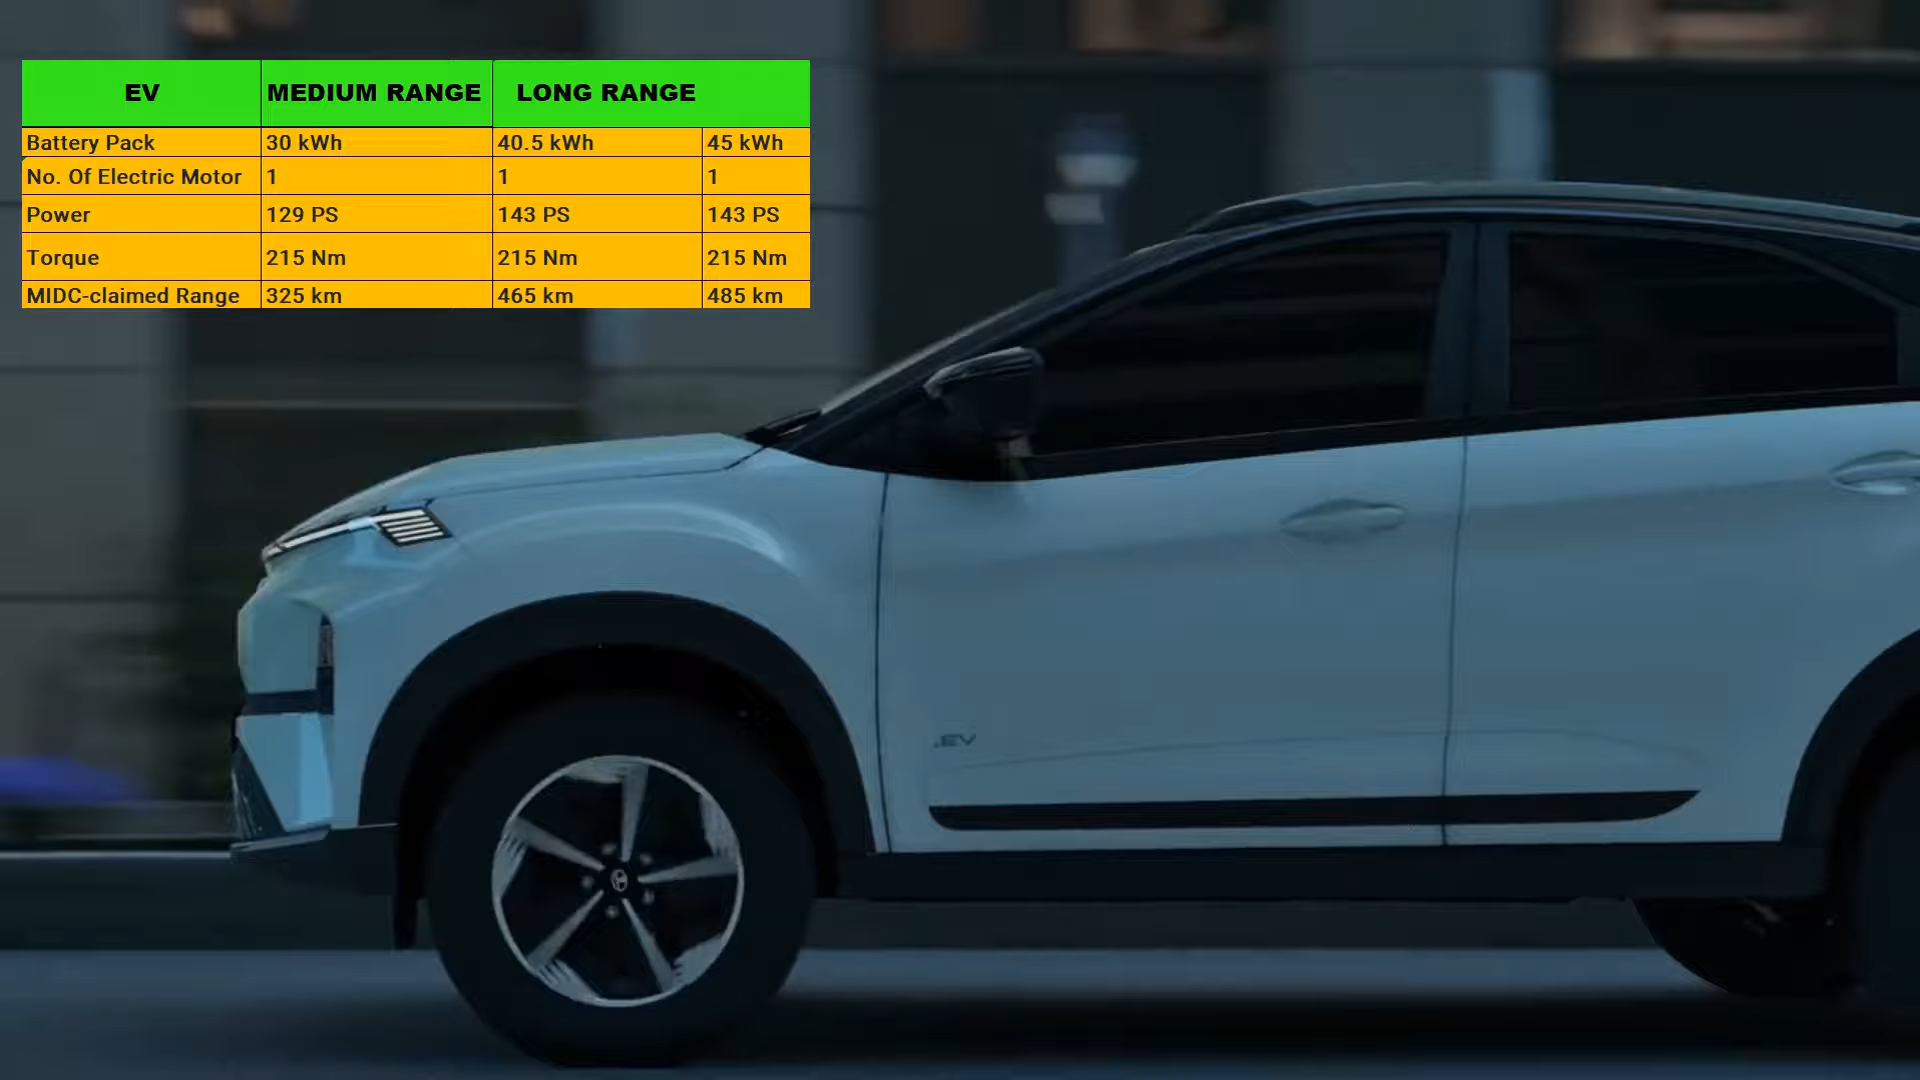 EV MEDIUM RANGE LONG RANGE
Battery Pack 30 kWh 40.5 kWh 45 kWh
No. Of Electric Motor 1 1 1
Power 129 PS 143 PS 143 PS
Torque 215 Nm 215 Nm 215 Nm
MIDC-claimed Range 325 km 465 km 485 km
.EV